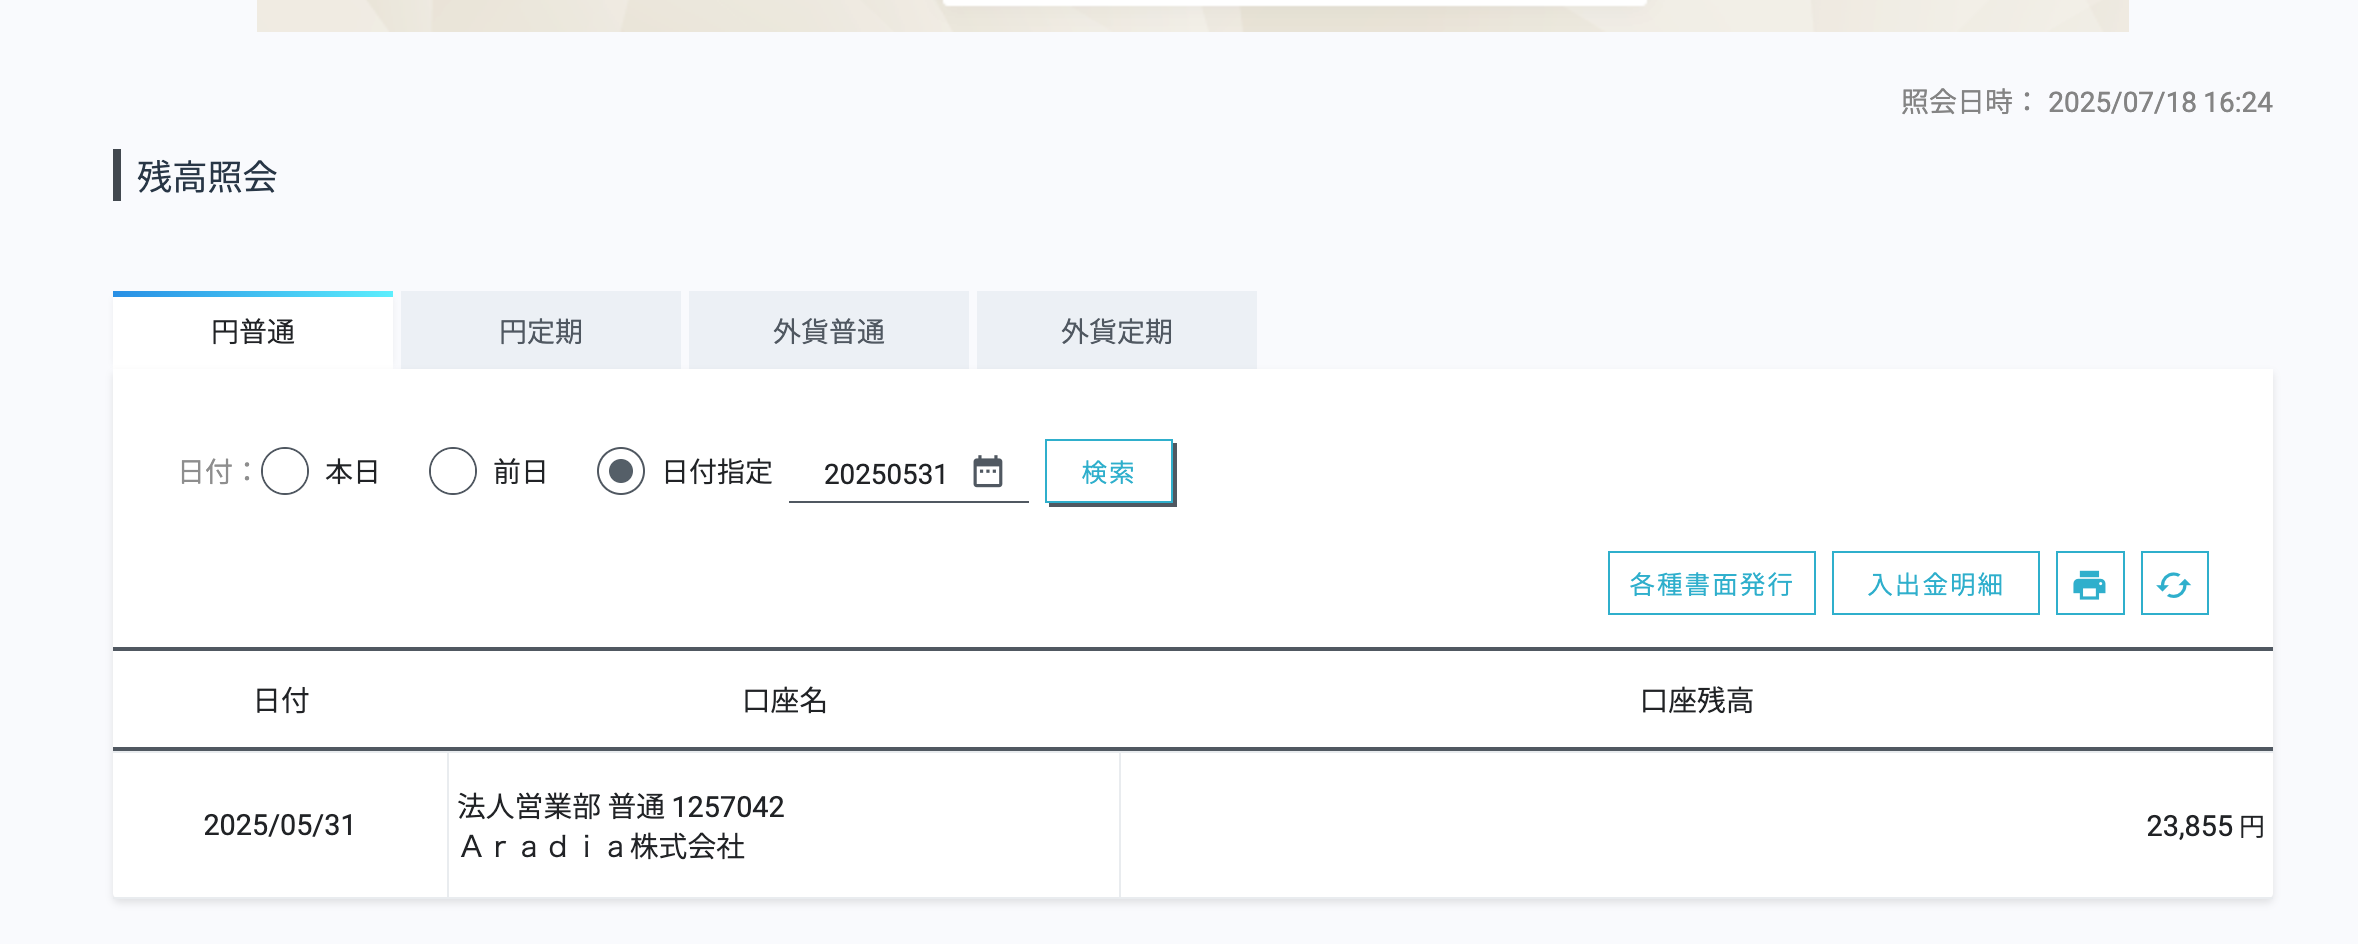 照会日時： 2025/07/18 16:24
残高照会
円普通 円定期 外貨普通 外貨定期
日付： 本日 前日 日付指定 20250531 検索
各種書面発行 入出金明細
日付 口座名 口座残高
2025/05/31 法人営業部 普通 1257042 23,855 円
Ａｒａｄｉａ株式会社